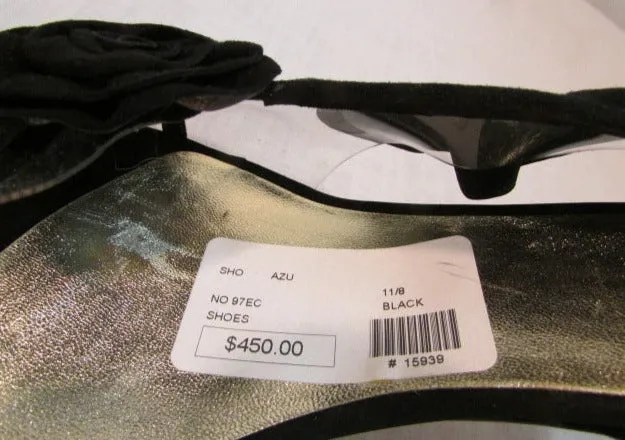 SHO AZU
NO 97EC
SHOES
11/8
BLACK
$450.00
# 15939